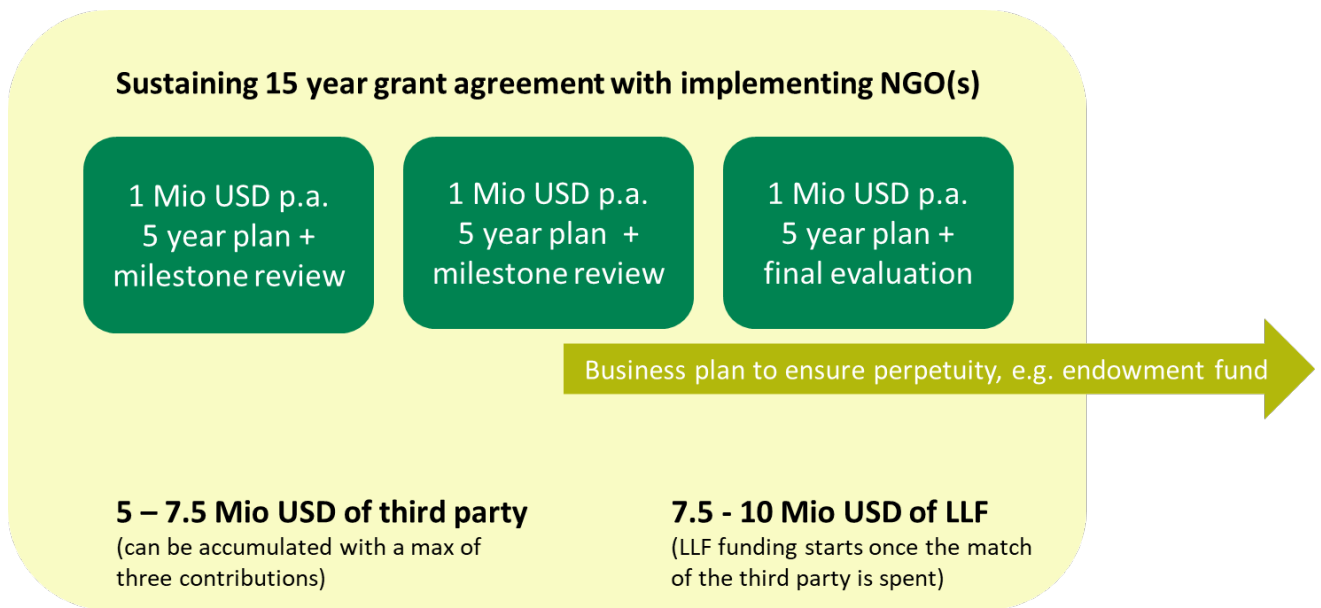 Sustaining 15 year grant agreement with implementing NGO(s)
1 Mio USD p.a.
5 year plan +
milestone review
1 Mio USD p.a.
5 year plan +
milestone review
1 Mio USD p.a.
5 year plan +
final evaluation
Business plan to ensure perpetuity, e.g. endowment fund
5 – 7.5 Mio USD of third party
(can be accumulated with a max of
three contributions)
7.5 - 10 Mio USD of LLF
(LLF funding starts once the match
of the third party is spent)